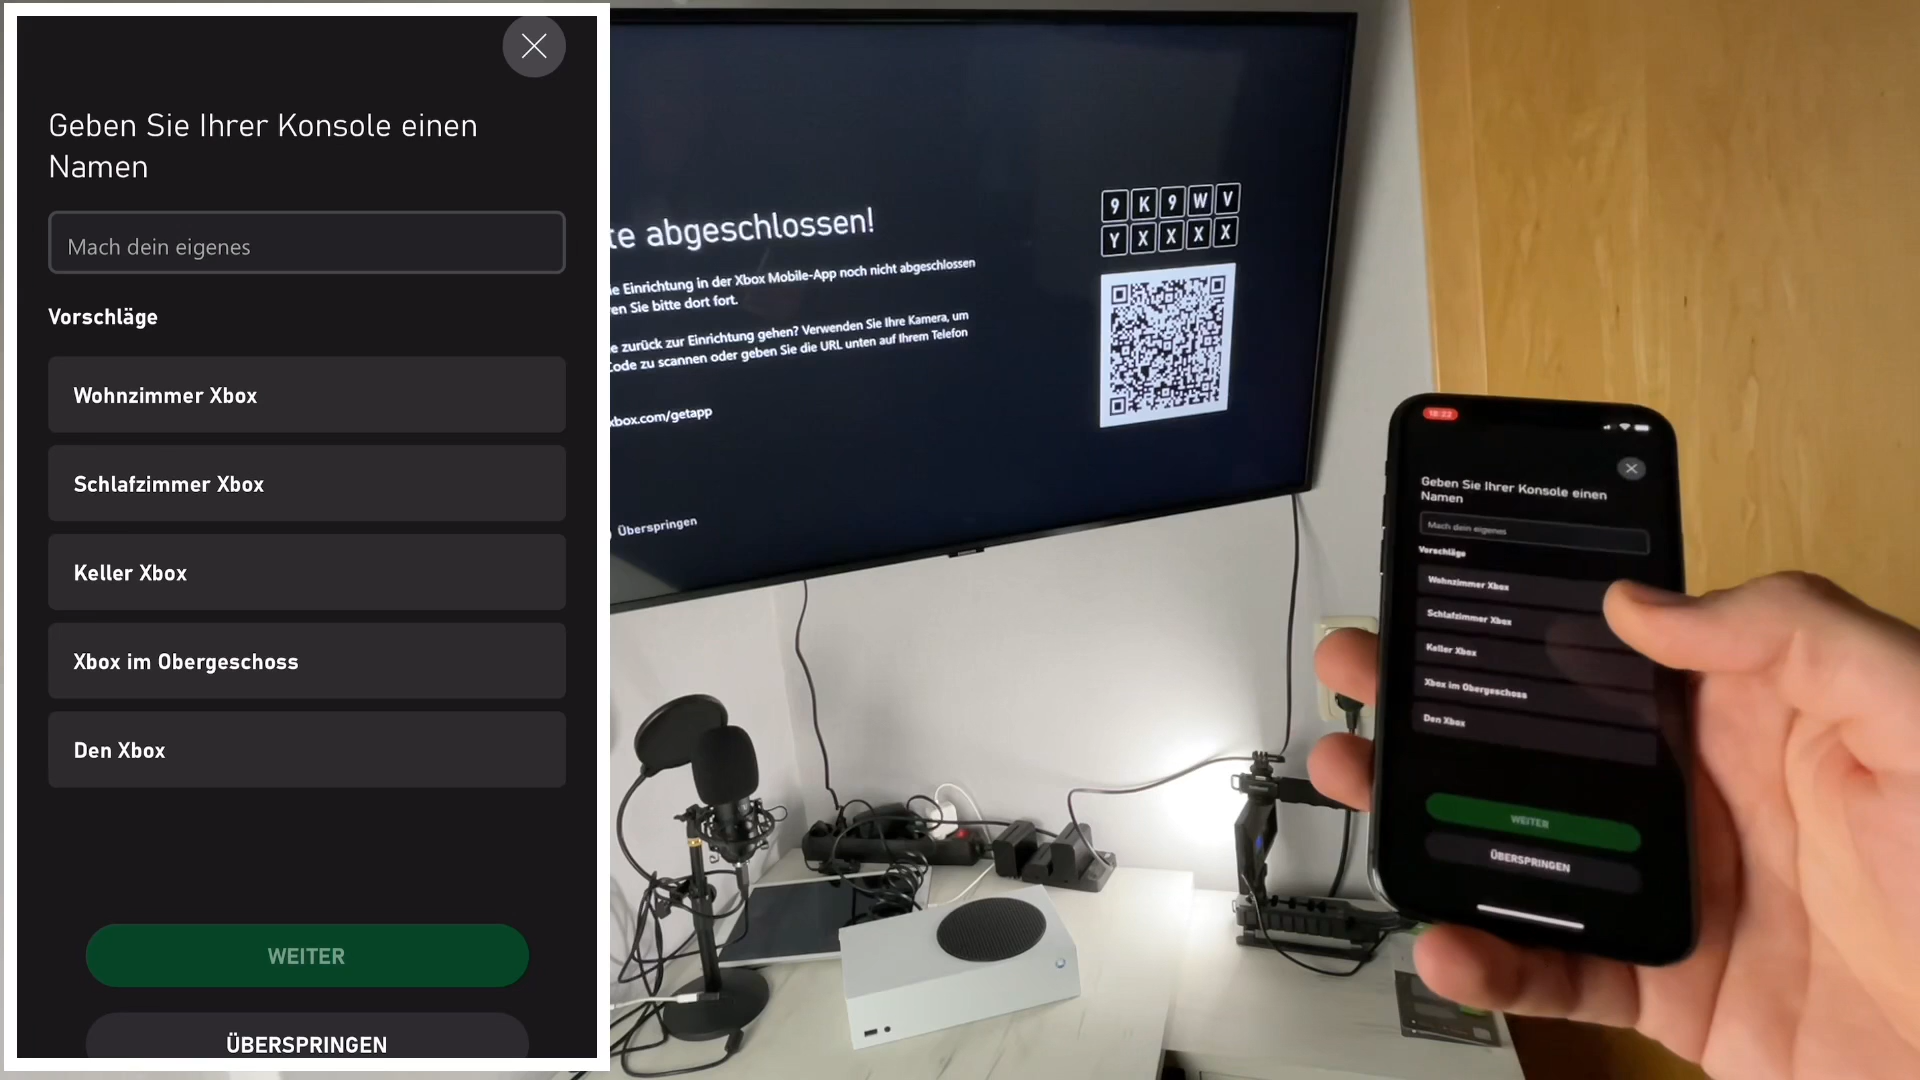 Geben Sie Ihrer Konsole einen
Namen
Mach dein eigenes
Vorschläge
Wohnzimmer Xbox
Schlafzimmer Xbox
Keller Xbox
Xbox im Obergeschoss
Den Xbox
WEITER
ÜBERSPRINGEN
te abgeschlossen!
e Einrichtung in der Xbox Mobile-App noch nicht abgeschlossen
en Sie bitte dort fort.
e zurück zur Einrichtung gehen? Verwenden Sie Ihre Kamera, um
Code zu scannen oder geben Sie die URL unten auf Ihrem Telefon
xbox.com/getapp
Überspringen
9 K 9 W V
Y X X X X
18:22
Geben Sie Ihrer Konsole einen
Namen
Mach dein eigenes
Vorschläge
Wohnzimmer Xbox
Schlafzimmer Xbox
Keller Xbox
Xbox im Obergeschoss
Den Xbox
WEITER
ÜBERSPRINGEN